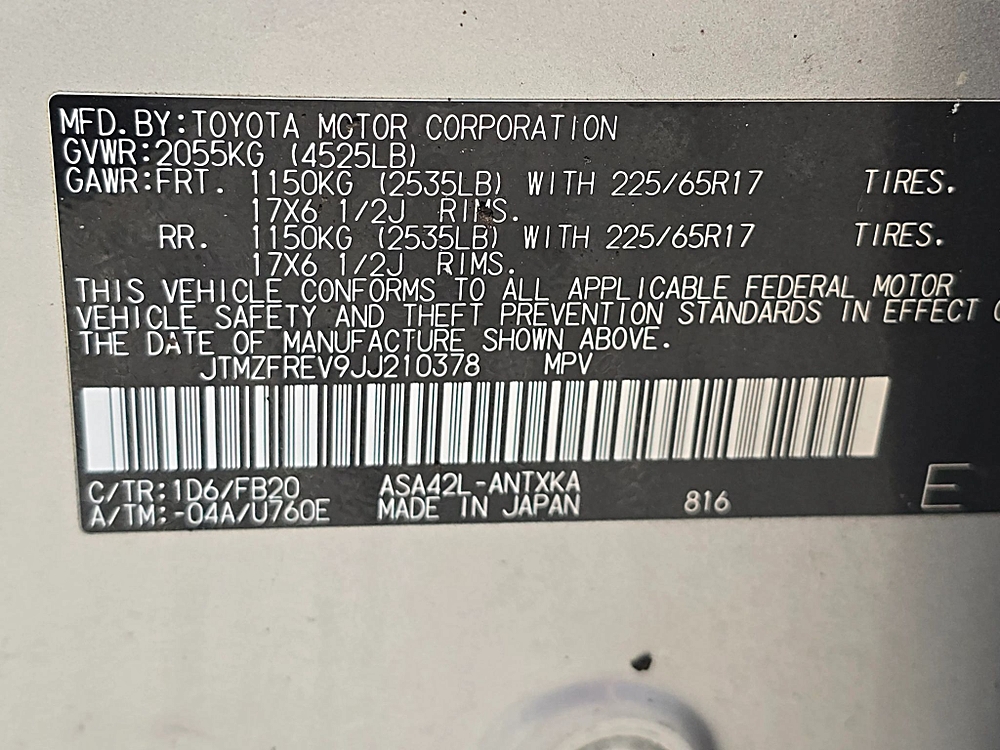 MFD.BY:TOYOTA MOTOR CORPORATION
GVWR:2055KG (4525LB)
GAWR:FRT. 1150KG (2535LB) WITH 225/65R17 TIRES.
17X6 1/2J RIMS.
RR. 1150KG (2535LB) WITH 225/65R17 TIRES.
17X6 1/2J RIMS.
THIS VEHICLE CONFORMS TO ALL APPLICABLE FEDERAL MOTOR
VEHICLE SAFETY AND THEFT PREVENTION STANDARDS IN EFFECT
THE DATE OF MANUFACTURE SHOWN ABOVE.
JTMZFREV9JJ210378 MPV
C/TR:1D6/FB20 ASA42L-ANTXKA
A/TM:-04A/U760E MADE IN JAPAN 816 E